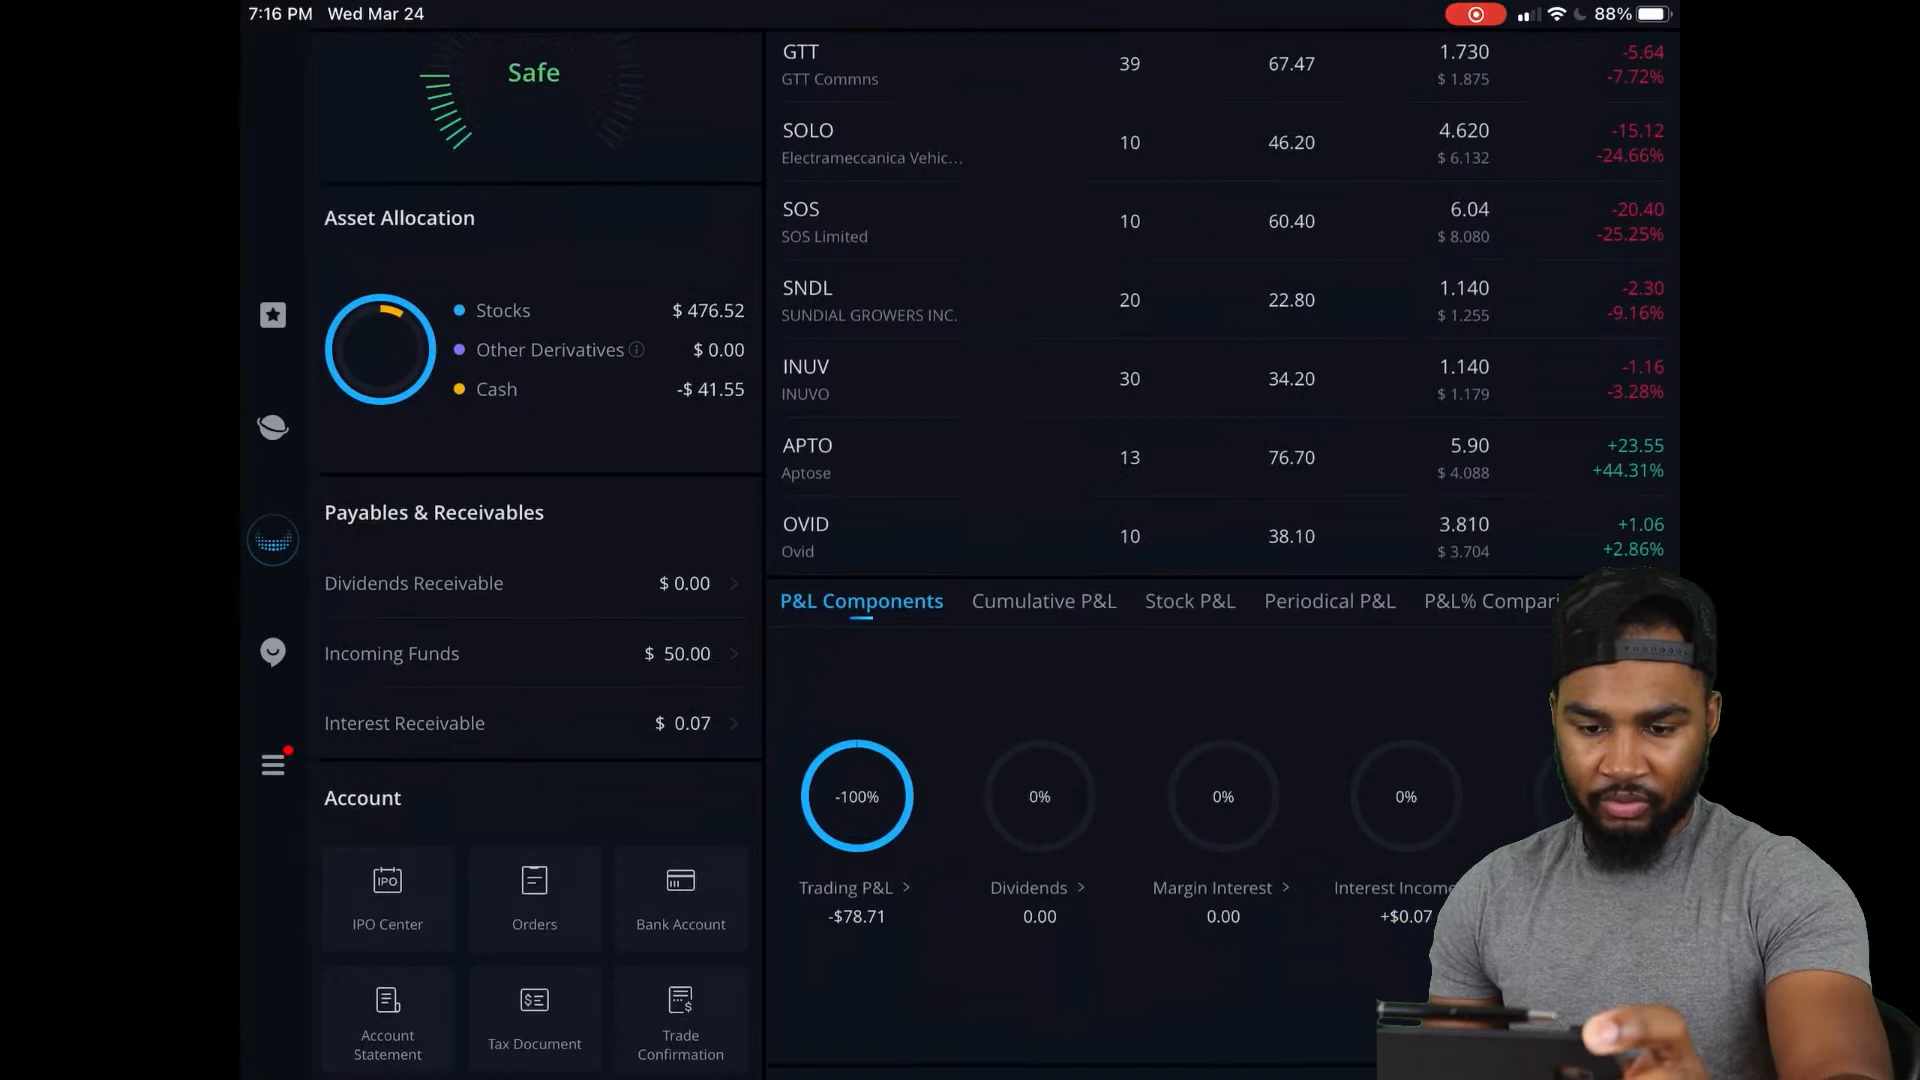 7:16 PM Wed Mar 24
88%
Safe
Asset Allocation
Stocks $ 476.52
Other Derivatives $ 0.00
Cash -$ 41.55
Payables & Receivables
Dividends Receivable $ 0.00
Incoming Funds $ 50.00
Interest Receivable $ 0.07
Account
IPO
IPO Center
Orders
Bank Account
Account
Statement
Tax Document
Trade
Confirmation
GTT 39 67.47 1.730 -5.64
GTT Commns $ 1.875 -7.72%
SOLO 10 46.20 4.620 -15.12
Electrameccanica Vehic... $ 6.132 -24.66%
SOS 10 60.40 6.04 -20.40
SOS Limited $ 8.080 -25.25%
SNDL 20 22.80 1.140 -2.30
SUNDIAL GROWERS INC. $ 1.255 -9.16%
INUV 30 34.20 1.140 -1.16
INUVO $ 1.179 -3.28%
APTO 13 76.70 5.90 +23.55
Aptose $ 4.088 +44.31%
OVID 10 38.10 3.810 +1.06
Ovid $ 3.704 +2.86%
P&L Components Cumulative P&L Stock P&L Periodical P&L P&L% Compari
-100% 0% 0% 0%
Trading P&L > Dividends > Margin Interest > Interest Income
-$78.71 0.00 0.00 +$0.07